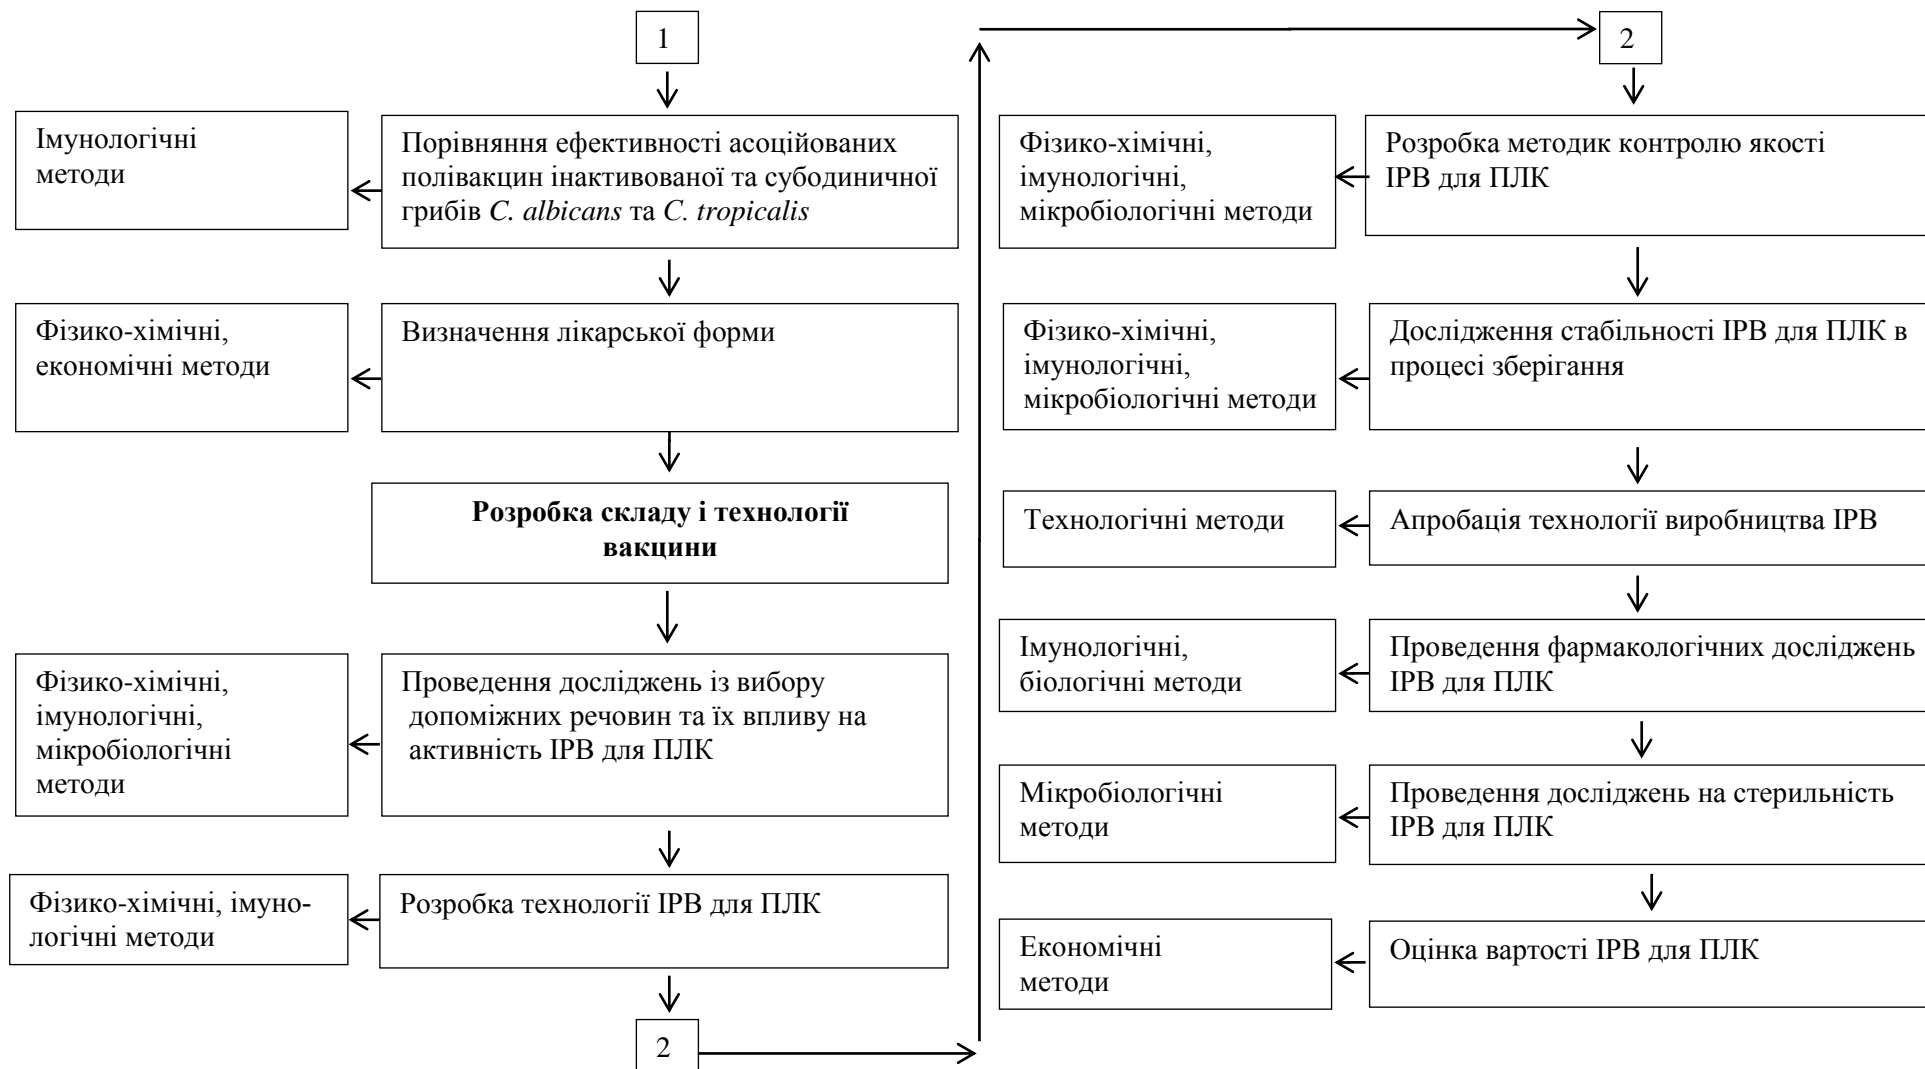 1
Імунологічні
методи
Порівняння ефективності асоційованих
полівакцин інактивованої та субодиничної
грибів C. albicans та C. tropicalis
Фізико-хімічні,
економічні методи
Визначення лікарської форми
Розробка складу і технології
вакцини
Фізико-хімічні,
імунологічні,
мікробіологічні
методи
Проведення досліджень із вибору
допоміжних речовин та їх впливу на
активність ІРВ для ПЛК
Фізико-хімічні, імуно-
логічні методи
Розробка технології ІРВ для ПЛК
2
2
Фізико-хімічні,
імунологічні,
мікробіологічні методи
Розробка методик контролю якості
ІРВ для ПЛК
Фізико-хімічні,
імунологічні,
мікробіологічні методи
Дослідження стабільності ІРВ для ПЛК в
процесі зберігання
Технологічні методи
Апробація технології виробництва ІРВ
Імунологічні,
біологічні методи
Проведення фармакологічних досліджень
ІРВ для ПЛК
Мікробіологічні
методи
Проведення досліджень на стерильність
ІРВ для ПЛК
Економічні
методи
Оцінка вартості ІРВ для ПЛК